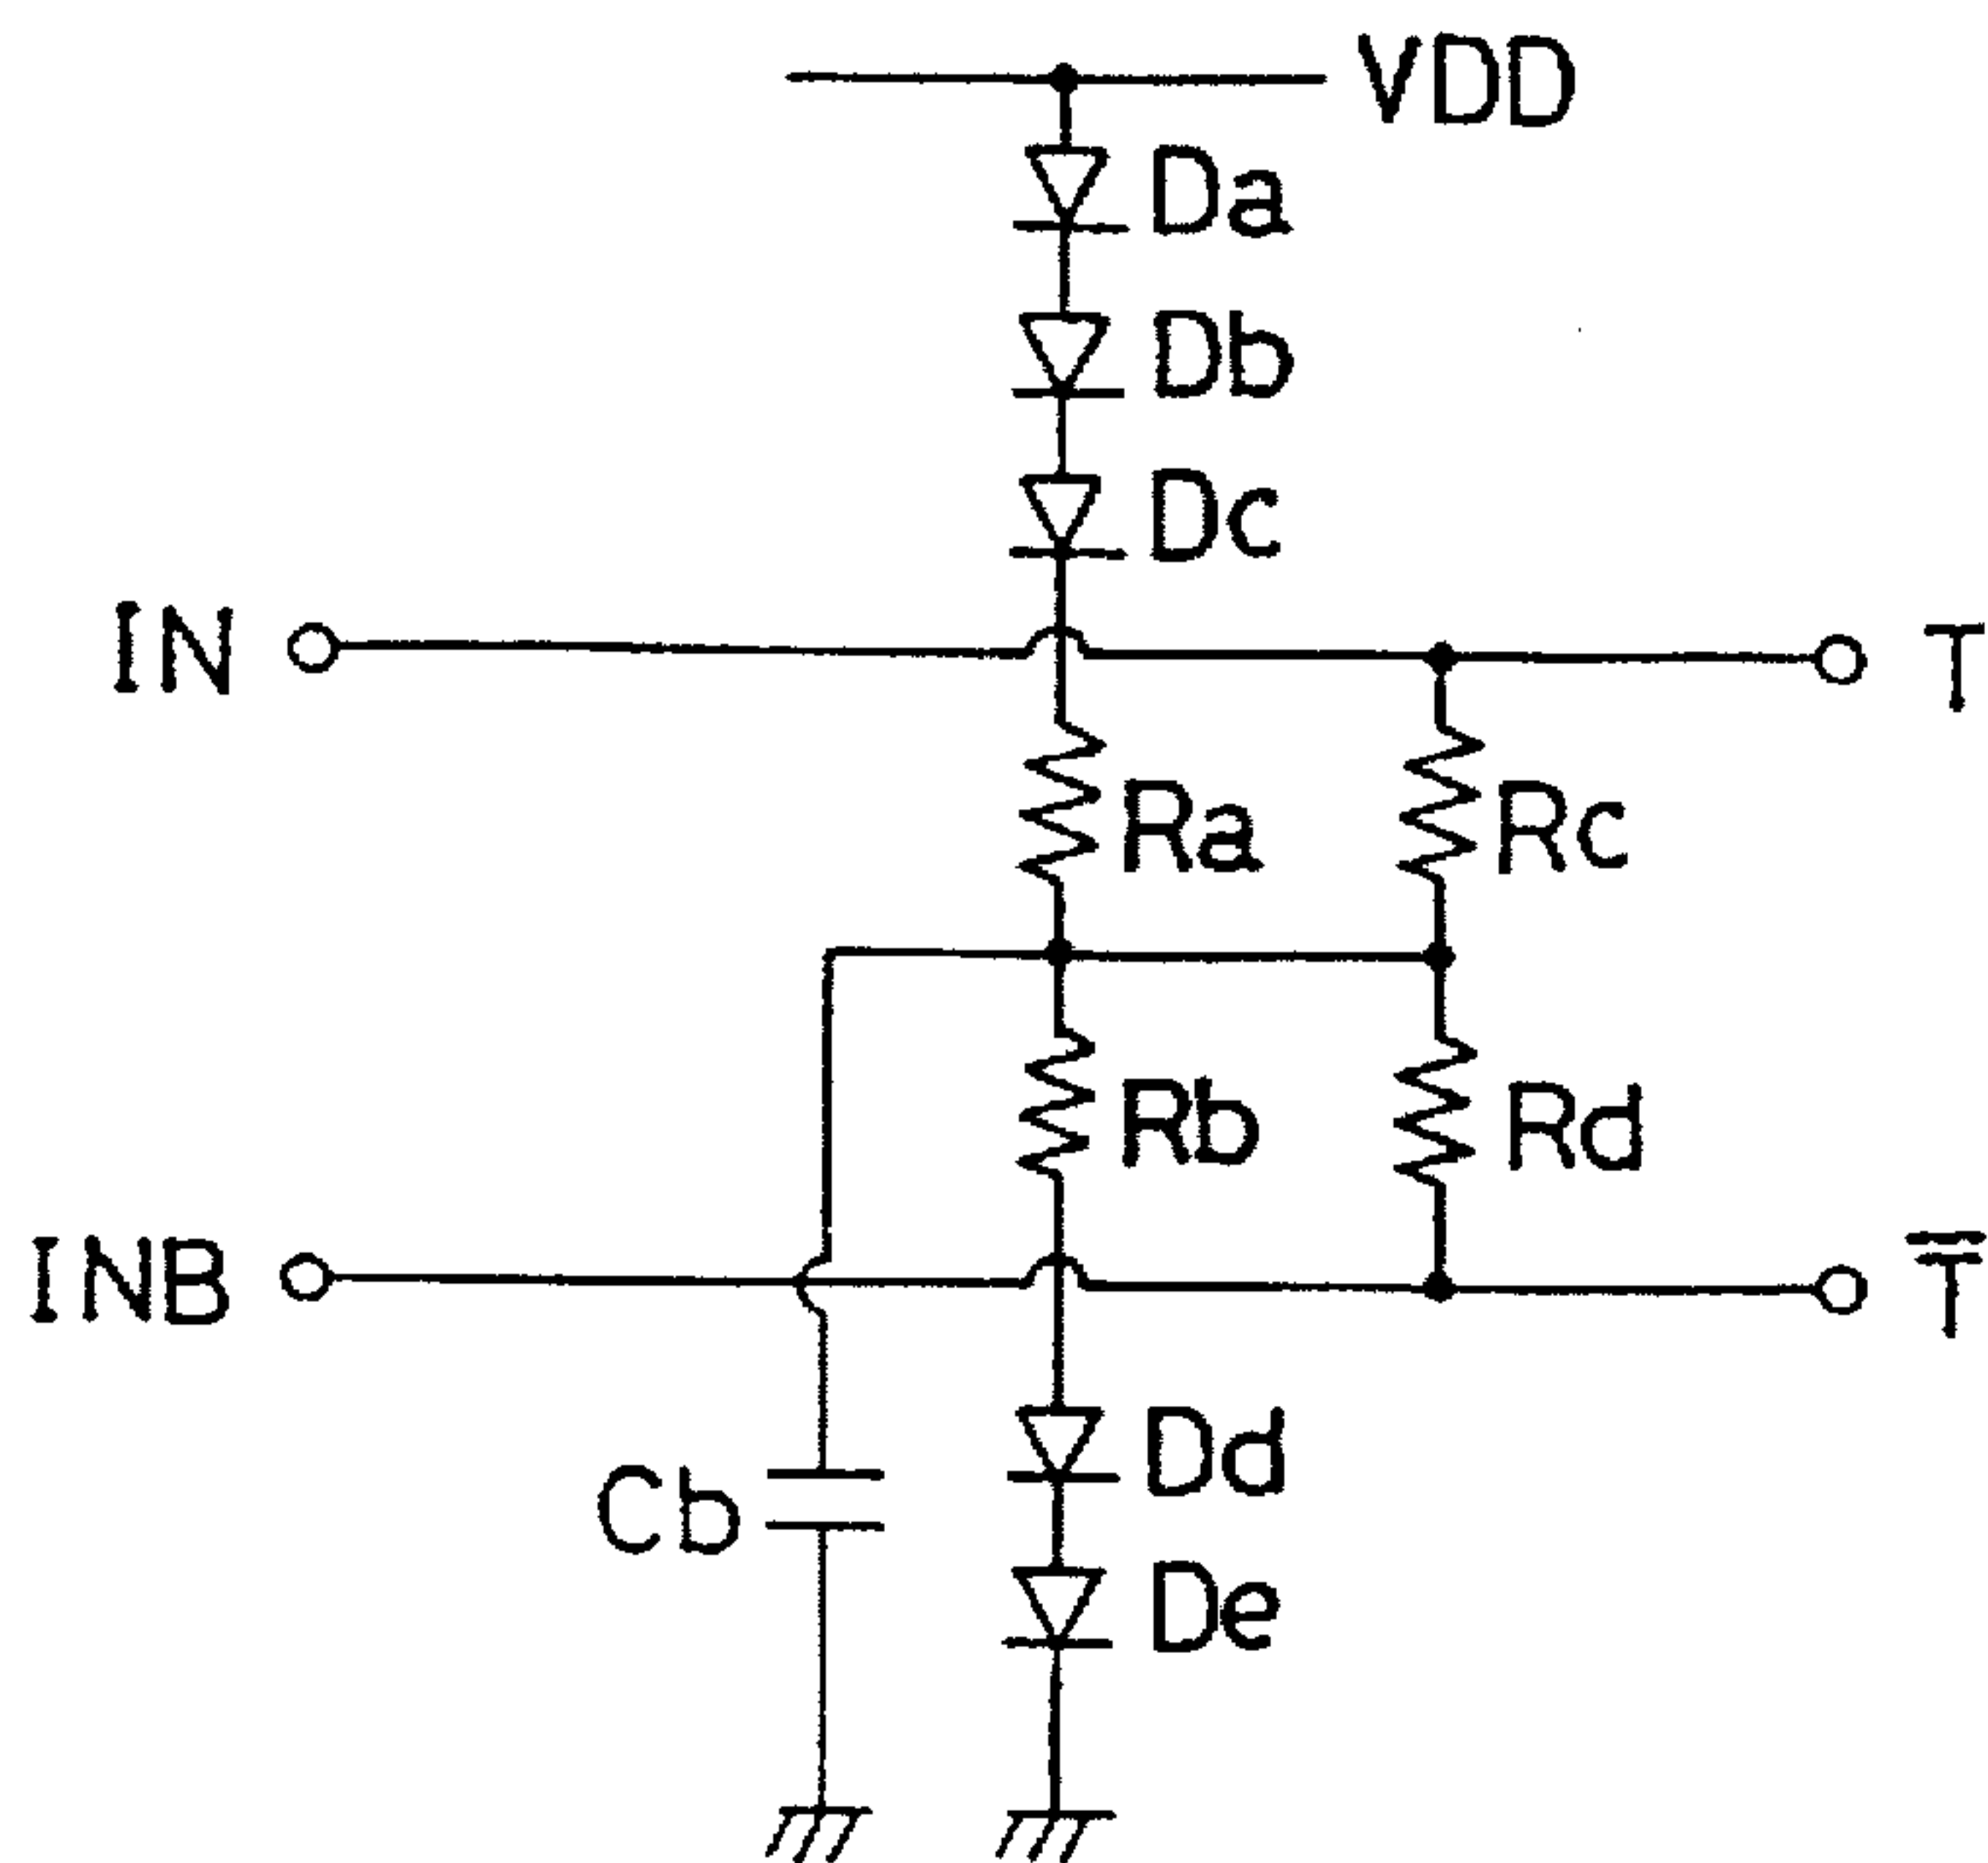 VDD
Da
Db
Dc
IN
T
Ra
Rc
Rb
Rd
INB
T̅
Dd
Cb
De